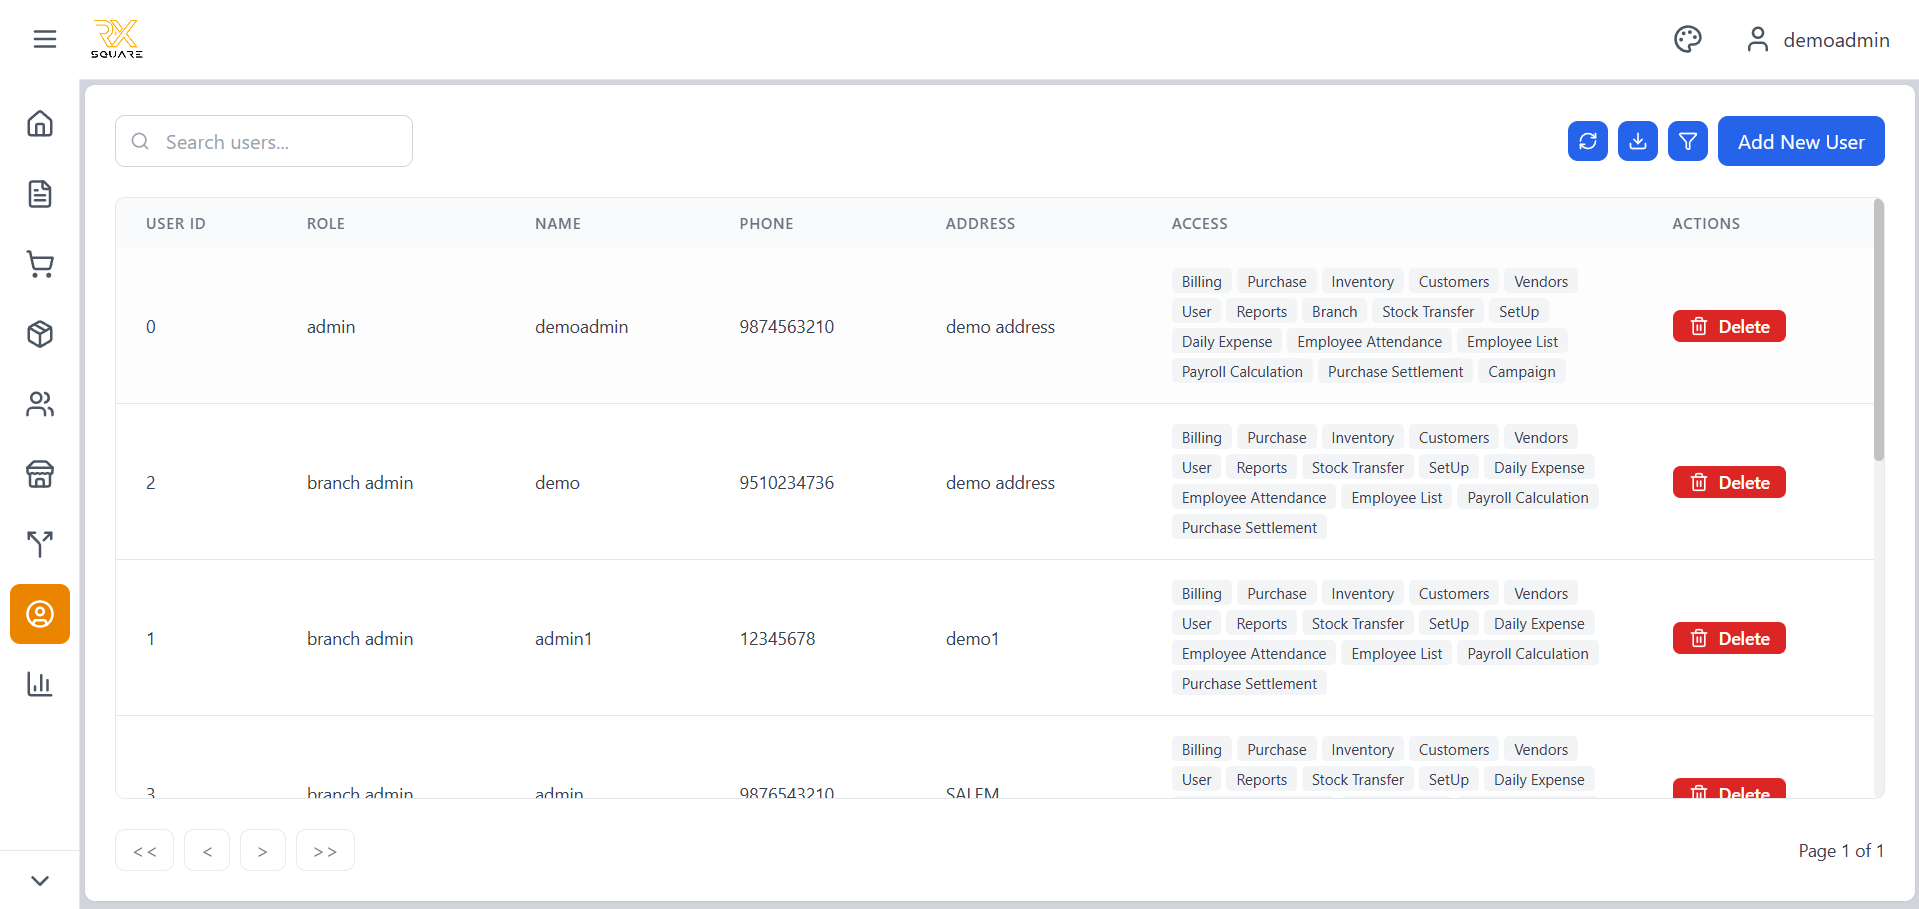 RX
SQUARE
demoadmin
Search users...
Add New User
USER ID ROLE NAME PHONE ADDRESS ACCESS ACTIONS
0 admin demoadmin 9874563210 demo address
Billing Purchase Inventory Customers Vendors
User Reports Branch Stock Transfer SetUp
Daily Expense Employee Attendance Employee List
Payroll Calculation Purchase Settlement Campaign
Delete
2 branch admin demo 9510234736 demo address
Billing Purchase Inventory Customers Vendors
User Reports Stock Transfer SetUp Daily Expense
Employee Attendance Employee List Payroll Calculation
Purchase Settlement
Delete
1 branch admin admin1 12345678 demo1
Billing Purchase Inventory Customers Vendors
User Reports Stock Transfer SetUp Daily Expense
Employee Attendance Employee List Payroll Calculation
Purchase Settlement
Delete
3 branch admin admin 9876543210 SALEM
Billing Purchase Inventory Customers Vendors
User Reports Stock Transfer SetUp Daily Expense
Delete
<< < > >>
Page 1 of 1